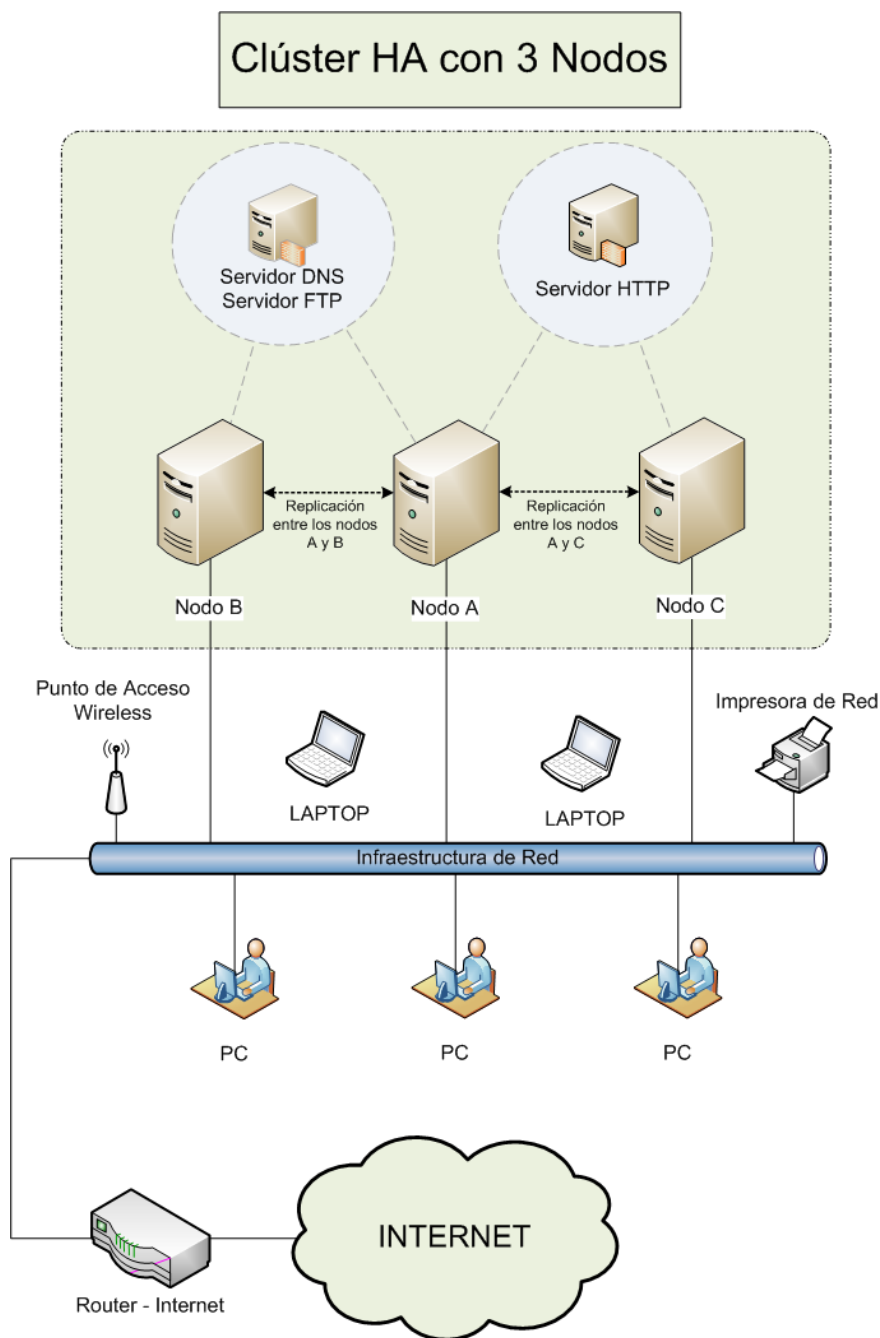 Clúster HA con 3 Nodos
Servidor DNS
Servidor FTP
Servidor HTTP
Replicación
entre los nodos
A y B
Replicación
entre los nodos
A y C
Nodo B
Nodo A
Nodo C
Punto de Acceso
Wireless
Impresora de Red
LAPTOP
LAPTOP
Infraestructura de Red
PC
PC
PC
INTERNET
Router - Internet